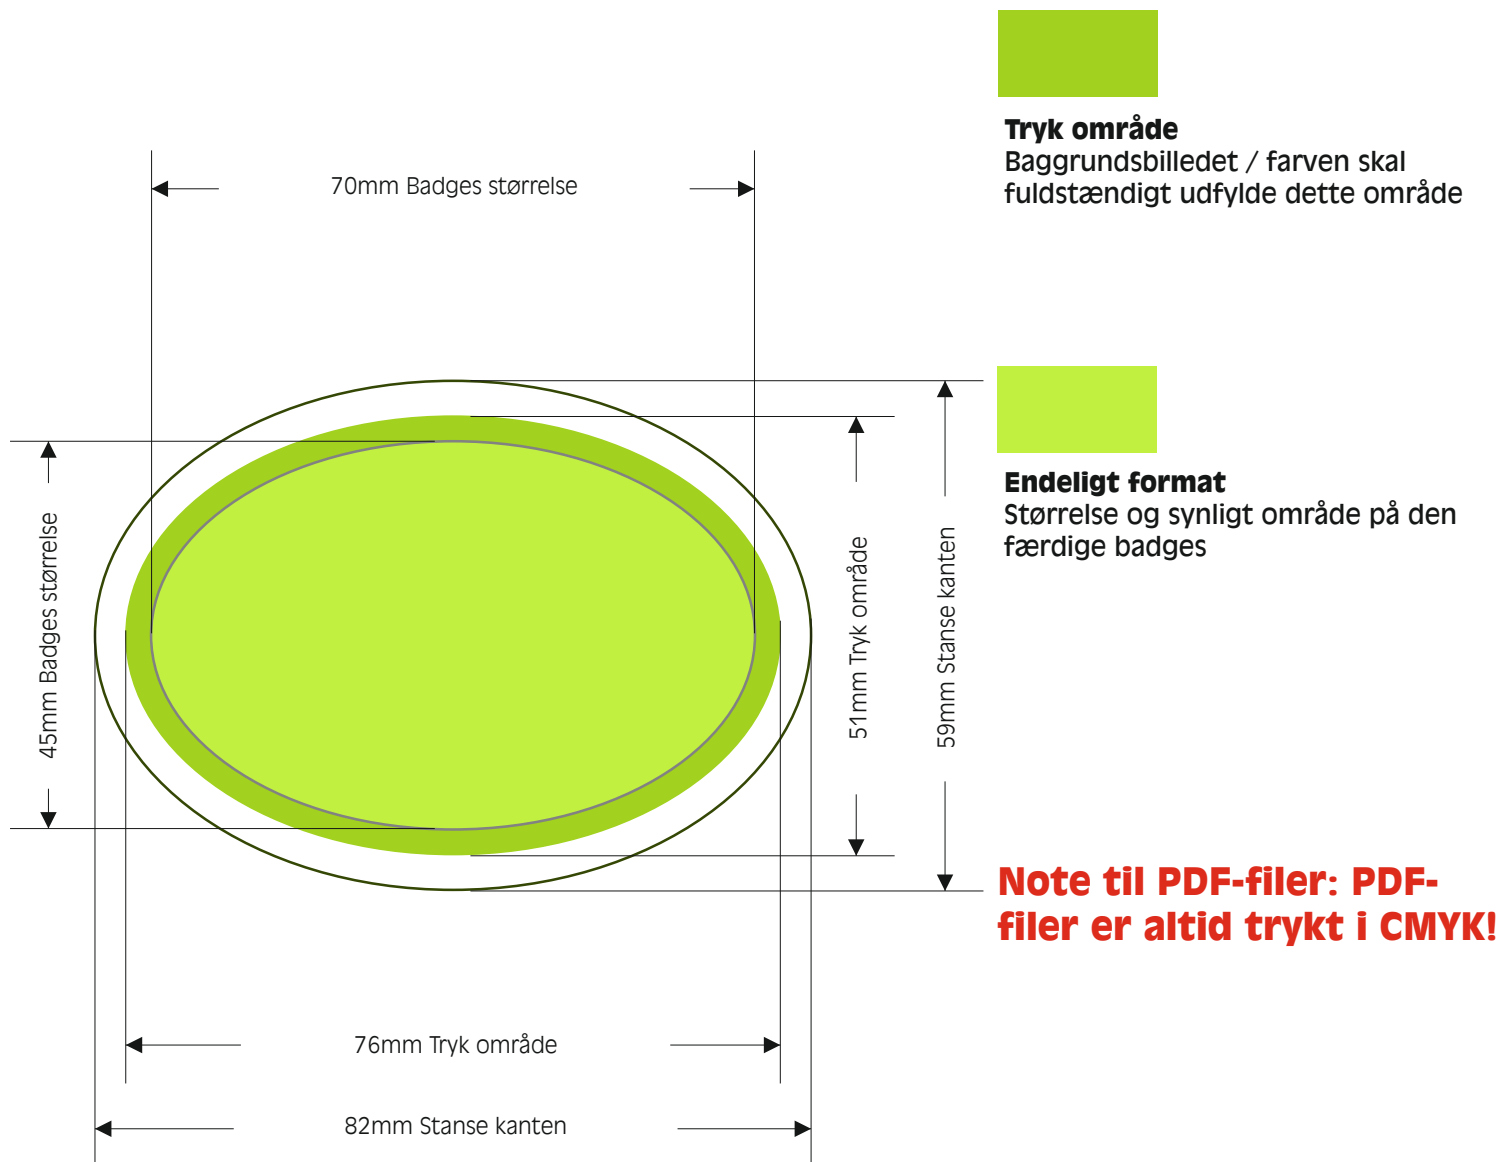 Tryk område
Baggrundsbilledet / farven skal
fuldstændigt udfylde dette område
70mm Badges størrelse
Endeligt format
Størrelse og synligt område på den
færdige badges
45mm Badges størrelse
51mm Tryk område
59mm Stanse kanten
Note til PDF-filer: PDF-
filer er altid trykt i CMYK!
76mm Tryk område
82mm Stanse kanten